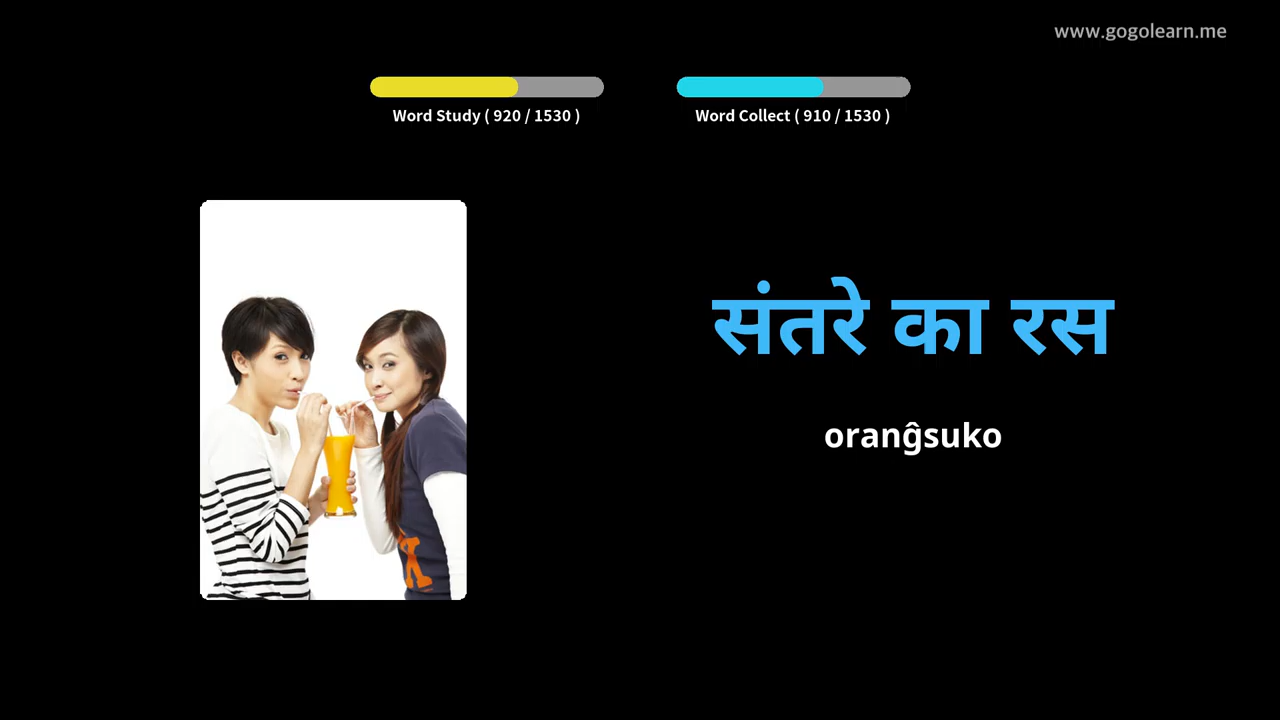 www.gogolearn.me
Word Study ( 920 / 1530 )
Word Collect ( 910 / 1530 )
संतरे का रस
oranĝsuko